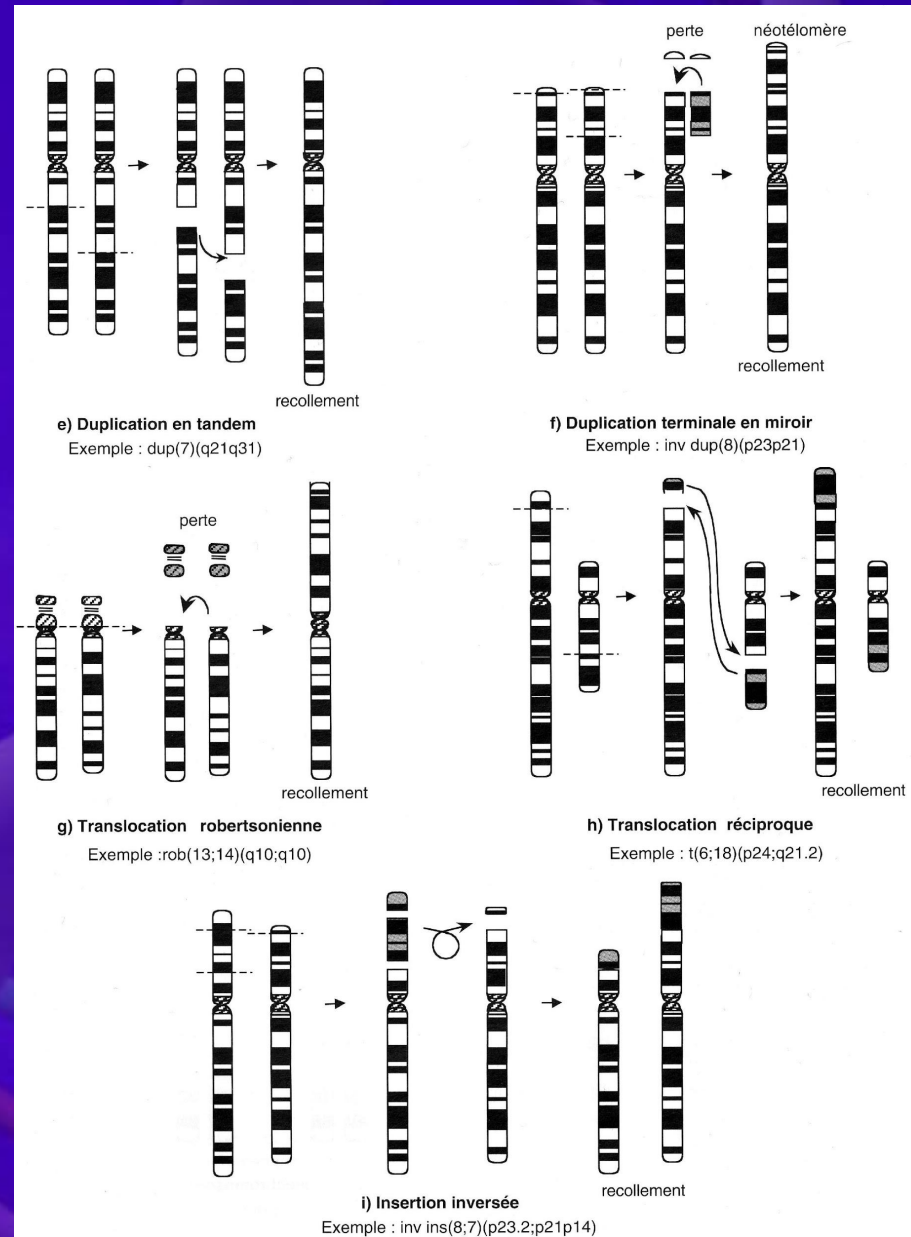 perte
néotélomère
recollement
recollement
e) Duplication en tandem
Exemple : dup(7)(q21q31)
f) Duplication terminale en miroir
Exemple : inv dup(8)(p23p21)
perte
recollement
recollement
g) Translocation robertsonienne
Exemple :rob(13;14)(q10;q10)
h) Translocation réciproque
Exemple : t(6;18)(p24;q21.2)
recollement
i) Insertion inversée
Exemple : inv ins(8;7)(p23.2;p21p14)